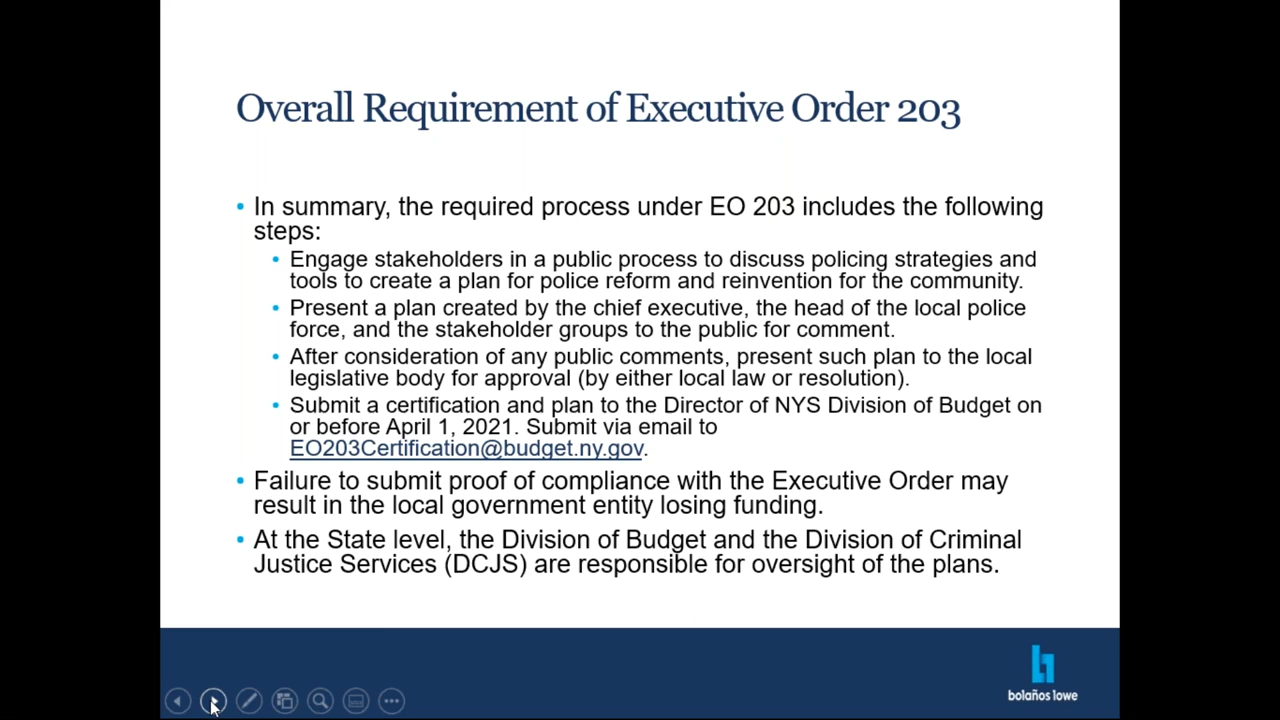 Overall Requirement of Executive Order 203
• In summary, the required process under EO 203 includes the following
steps:
• Engage stakeholders in a public process to discuss policing strategies and
tools to create a plan for police reform and reinvention for the community.
• Present a plan created by the chief executive, the head of the local police
force, and the stakeholder groups to the public for comment.
• After consideration of any public comments, present such plan to the local
legislative body for approval (by either local law or resolution).
• Submit a certification and plan to the Director of NYS Division of Budget on
or before April 1, 2021. Submit via email to
EO203Certification@budget.ny.gov.
• Failure to submit proof of compliance with the Executive Order may
result in the local government entity losing funding.
• At the State level, the Division of Budget and the Division of Criminal
Justice Services (DCJS) are responsible for oversight of the plans.
bolaños lowe